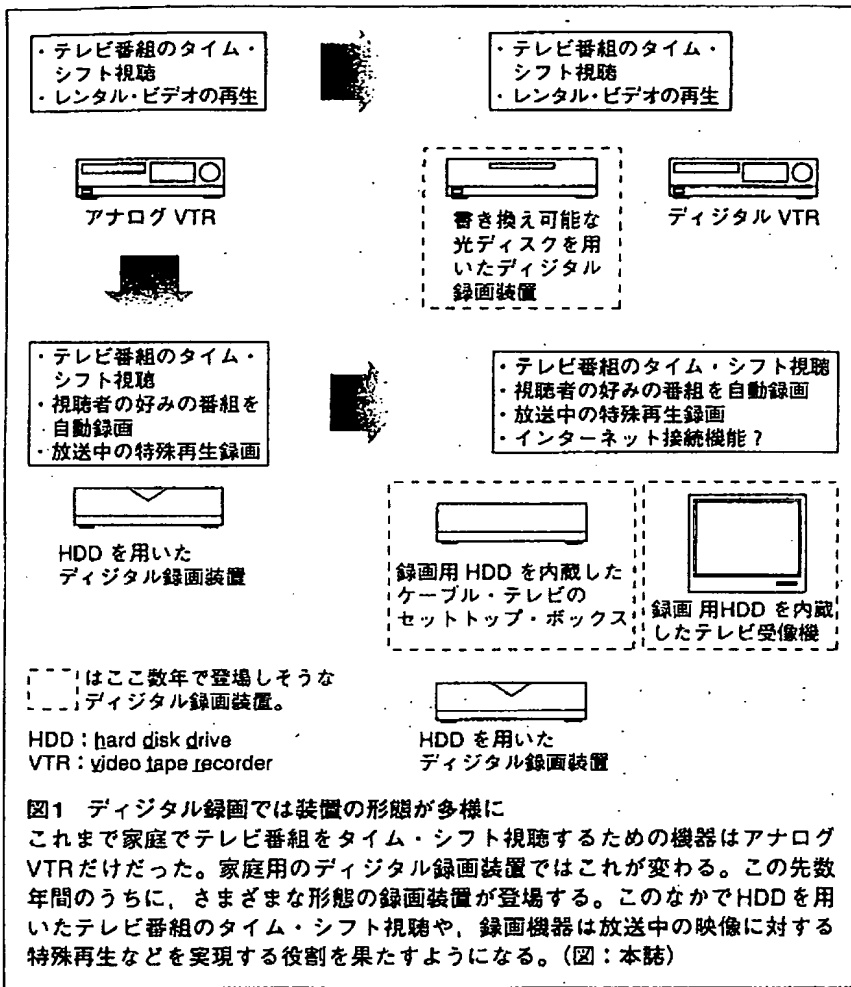 ・テレビ番組のタイム・
シフト視聴
・レンタル・ビデオの再生
・テレビ番組のタイム・
シフト視聴
・レンタル・ビデオの再生
アナログ VTR
書き換え可能な
光ディスクを用
いたディジタル
録画装置
ディジタル VTR
・テレビ番組のタイム・
シフト視聴
・視聴者の好みの番組を
自動録画
・放送中の特殊再生録画
・テレビ番組のタイム・シフト視聴
・視聴者の好みの番組を自動録画
・放送中の特殊再生録画
・インターネット接続機能?
HDD を用いた
ディジタル録画装置
録画用 HDD を内蔵した
ケーブル・テレビの
セットトップ・ボックス
録画 用HDD を内蔵
したテレビ受像機
はここ数年で登場しそうな
ディジタル録画装置。
HDD:hard disk drive
VTR:video tape recorder
HDD を用いた
ディジタル録画装置
図1 ディジタル録画では装置の形態が多様に
これまで家庭でテレビ番組をタイム・シフト視聴するための機器はアナログ
VTRだけだった。家庭用のディジタル録画装置ではこれが変わる。この先数
年間のうちに,さまざまな形態の録画装置が登場する。このなかでHDDを用
いたテレビ番組のタイム・シフト視聴や,録画機器は放送中の映像に対する
特殊再生などを実現する役割を果たすようになる。(図:本誌)